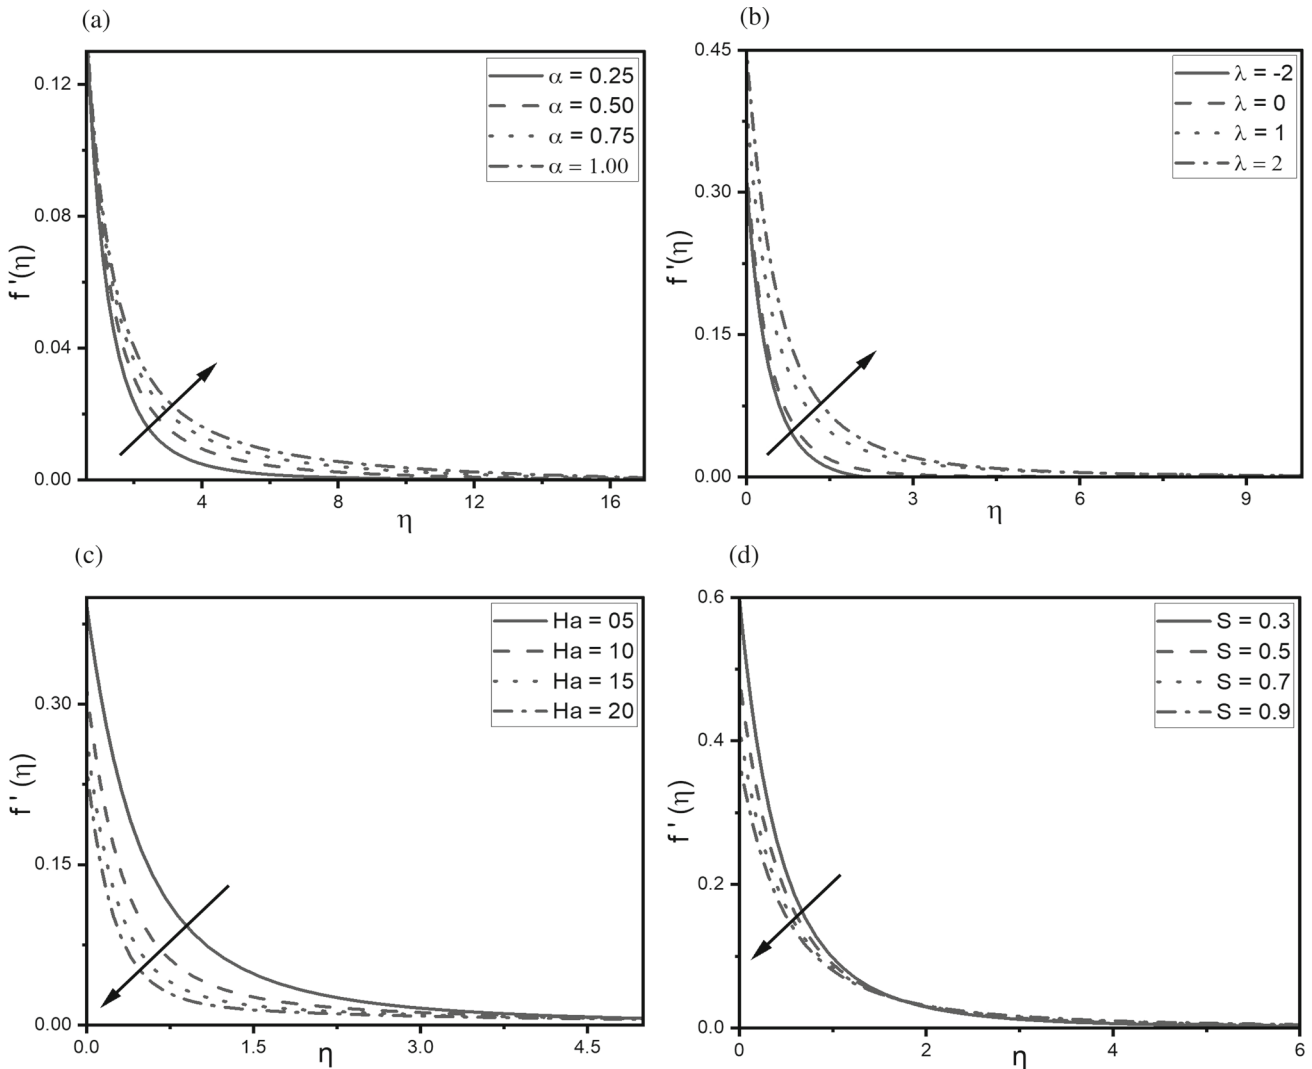 (a)
α = 0.25
α = 0.50
α = 0.75
α = 1.00
0.12
0.08
0.04
0.00
f '(η)
4
8
12
16
η
(b)
λ = -2
λ = 0
λ = 1
λ = 2
0.45
0.30
0.15
0.00
f '(η)
0
3
6
9
η
(c)
Ha = 05
Ha = 10
Ha = 15
Ha = 20
0.30
0.15
0.00
f ' (η)
0.0
1.5
3.0
4.5
η
(d)
S = 0.3
S = 0.5
S = 0.7
S = 0.9
0.6
0.4
0.2
0.0
f ' (η)
0
2
4
6
η